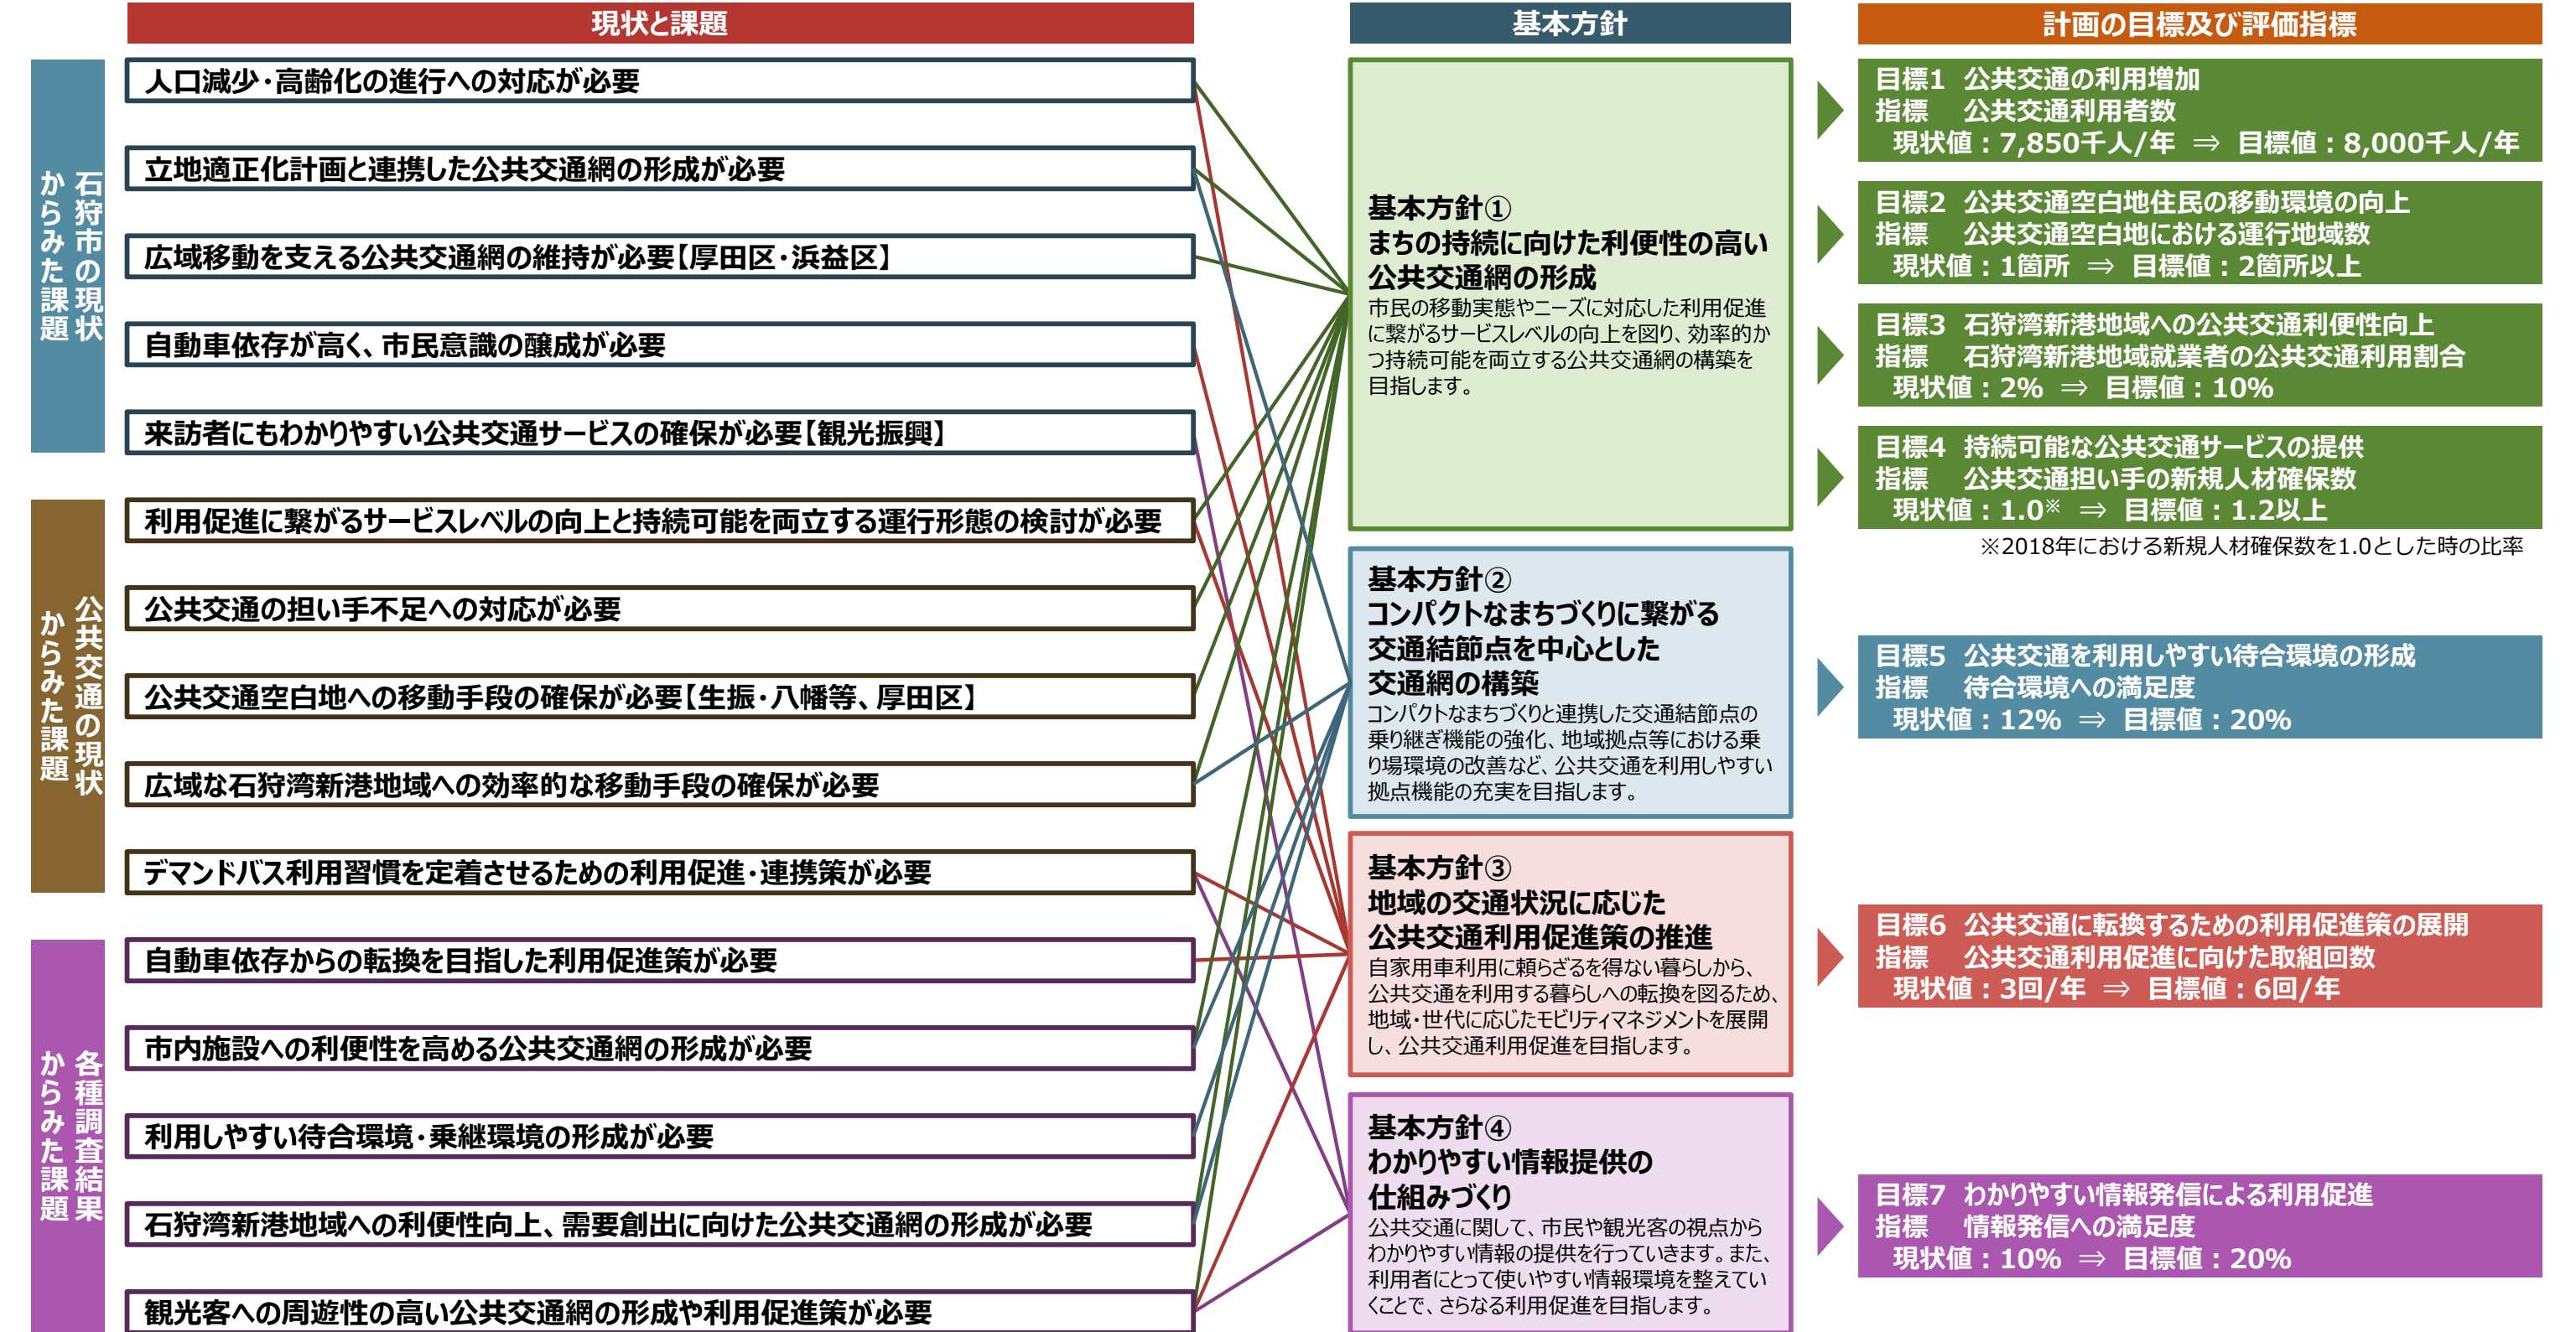 現状と課題
基本方針
計画の目標及び評価指標
石狩市の現状
からみた課題
人口減少・高齢化の進行への対応が必要
立地適正化計画と連携した公共交通網の形成が必要
広域移動を支える公共交通網の維持が必要【厚田区・浜益区】
自動車依存が高く、市民意識の醸成が必要
来訪者にもわかりやすい公共交通サービスの確保が必要【観光振興】
公共交通の現状
からみた課題
利用促進に繋がるサービスレベルの向上と持続可能を両立する運行形態の検討が必要
公共交通の担い手不足への対応が必要
公共交通空白地への移動手段の確保が必要【生振・八幡等、厚田区】
広域な石狩湾新港地域への効率的な移動手段の確保が必要
デマンドバス利用習慣を定着させるための利用促進・連携策が必要
各種調査結果
からみた課題
自動車依存からの転換を目指した利用促進策が必要
市内施設への利便性を高める公共交通網の形成が必要
利用しやすい待合環境・乗継環境の形成が必要
石狩湾新港地域への利便性向上、需要創出に向けた公共交通網の形成が必要
観光客への周遊性の高い公共交通網の形成や利用促進策が必要
基本方針①
まちの持続に向けた利便性の高い
公共交通網の形成
市民の移動実態やニーズに対応した利用促進
に繋がるサービスレベルの向上を図り、効率的か
つ持続可能を両立する公共交通網の構築を
目指します。
基本方針②
コンパクトなまちづくりに繋がる
交通結節点を中心とした
交通網の構築
コンパクトなまちづくりと連携した交通結節点の
乗り継ぎ機能の強化、地域拠点等における乗
り場環境の改善など、公共交通を利用しやすい
拠点機能の充実を目指します。
基本方針③
地域の交通状況に応じた
公共交通利用促進策の推進
自家用車利用に頼らざるを得ない暮らしから、
公共交通を利用する暮らしへの転換を図るため、
地域・世代に応じたモビリティマネジメントを展開
し、公共交通利用促進を目指します。
基本方針④
わかりやすい情報提供の
仕組みづくり
公共交通に関して、市民や観光客の視点から
わかりやすい情報の提供を行っていきます。また、
利用者にとって使いやすい情報環境を整えてい
くことで、さらなる利用促進を目指します。
目標1 公共交通の利用増加
指標 公共交通利用者数
現状値：7,850千人/年 ⇒ 目標値：8,000千人/年
目標2 公共交通空白地住民の移動環境の向上
指標 公共交通空白地における運行地域数
現状値：1箇所 ⇒ 目標値：2箇所以上
目標3 石狩湾新港地域への公共交通利便性向上
指標 石狩湾新港地域就業者の公共交通利用割合
現状値：2% ⇒ 目標値：10%
目標4 持続可能な公共交通サービスの提供
指標 公共交通担い手の新規人材確保数
現状値：1.0※ ⇒ 目標値：1.2以上
※2018年における新規人材確保数を1.0とした時の比率
目標5 公共交通を利用しやすい待合環境の形成
指標 待合環境への満足度
現状値：12% ⇒ 目標値：20%
目標6 公共交通に転換するための利用促進策の展開
指標 公共交通利用促進に向けた取組回数
現状値：3回/年 ⇒ 目標値：6回/年
目標7 わかりやすい情報発信による利用促進
指標 情報発信への満足度
現状値：10% ⇒ 目標値：20%